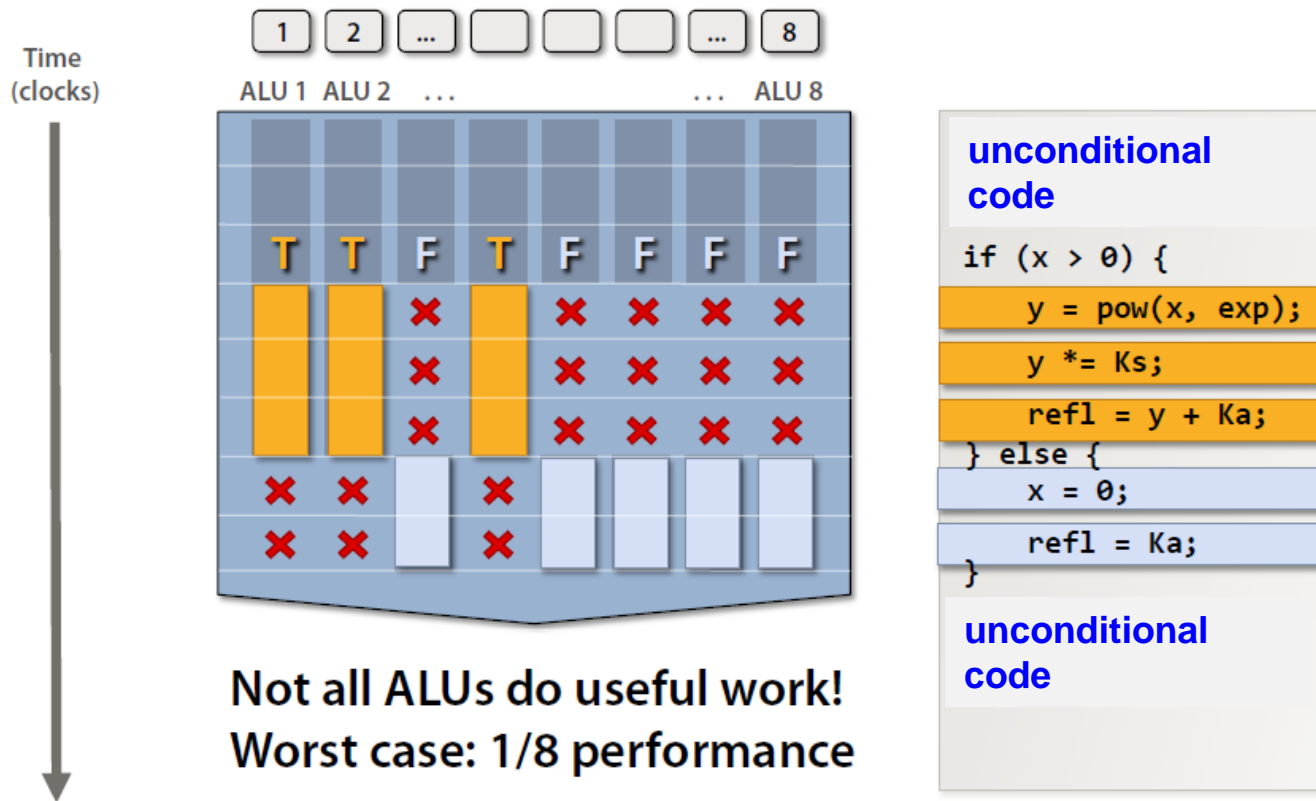 1 2 ... ... 8
Time
(clocks)
ALU 1 ALU 2 ... ... ALU 8
T T F T F F F F
Not all ALUs do useful work!
Worst case: 1/8 performance
unconditional
code
if (x > 0) {
y = pow(x, exp);
y *= Ks;
refl = y + Ka;
} else {
x = 0;
refl = Ka;
}
unconditional
code